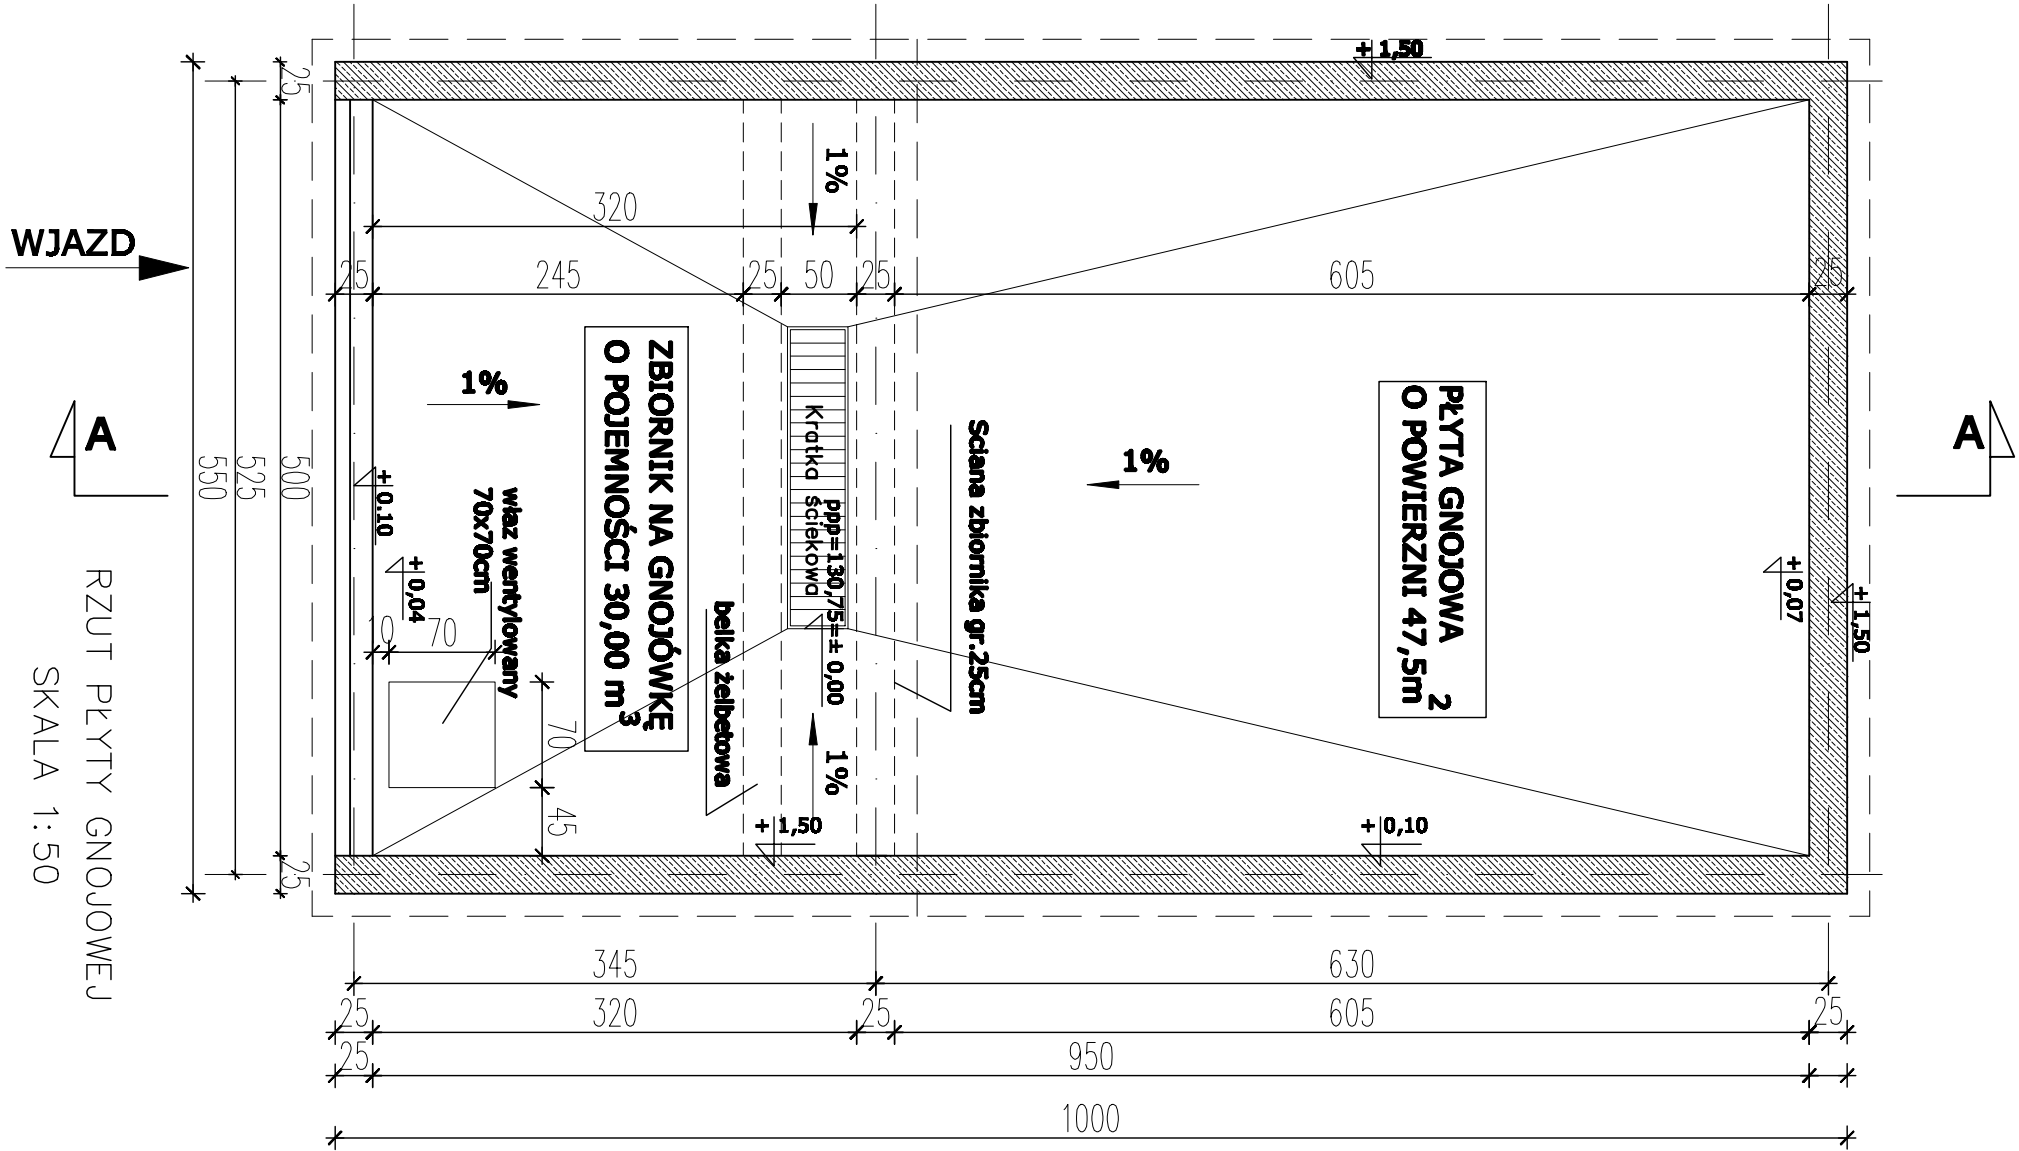 + 1,50
25
1%
320
WJAZD
25
245
25
50
25
605
25
ZBIORNIK NA GNOJÓWKĘ
O POJEMNOŚCI 30,00 m3
PŁYTA GNOJOWA
O POWIERZNI 47,5m2
1%
Kratka ściekowa
ppp=130,75=± 0,00
Sciana zbiornika gr.25cm
1%
A
A
550
525
500
+ 0.10
+ 0,04
właz wentylowany
70x70cm
10
70
70
45
belka żelbetowa
1%
+ 0,07
+ 1,50
+ 1,50
+ 0,10
25
RZUT PŁYTY GNOJOWEJ
SKALA 1:50
345
630
25
320
25
605
25
25
950
1000